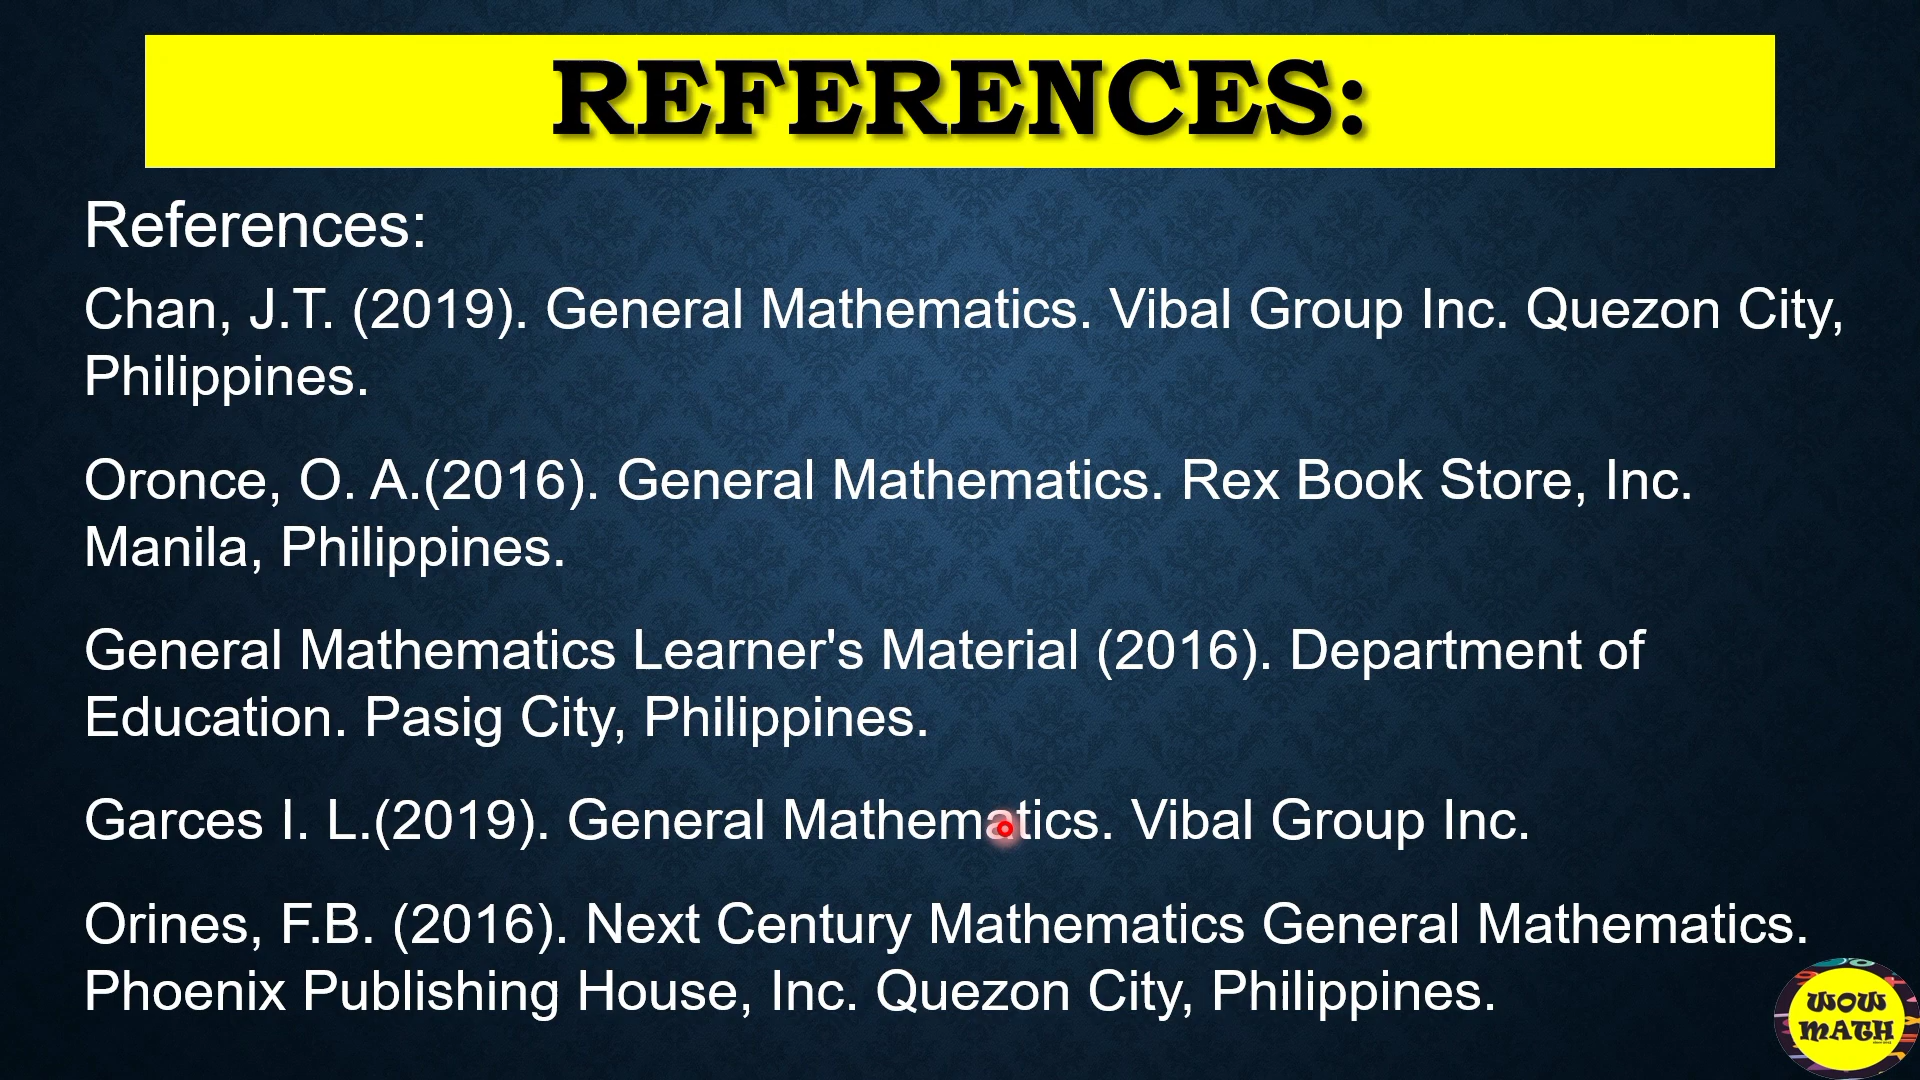 REFERENCES:
References:
Chan, J.T. (2019). General Mathematics. Vibal Group Inc. Quezon City,
Philippines.
Oronce, O. A.(2016). General Mathematics. Rex Book Store, Inc.
Manila, Philippines.
General Mathematics Learner's Material (2016). Department of
Education. Pasig City, Philippines.
Garces I. L.(2019). General Mathematics. Vibal Group Inc.
Orines, F.B. (2016). Next Century Mathematics General Mathematics.
Phoenix Publishing House, Inc. Quezon City, Philippines.
WOW
MATH